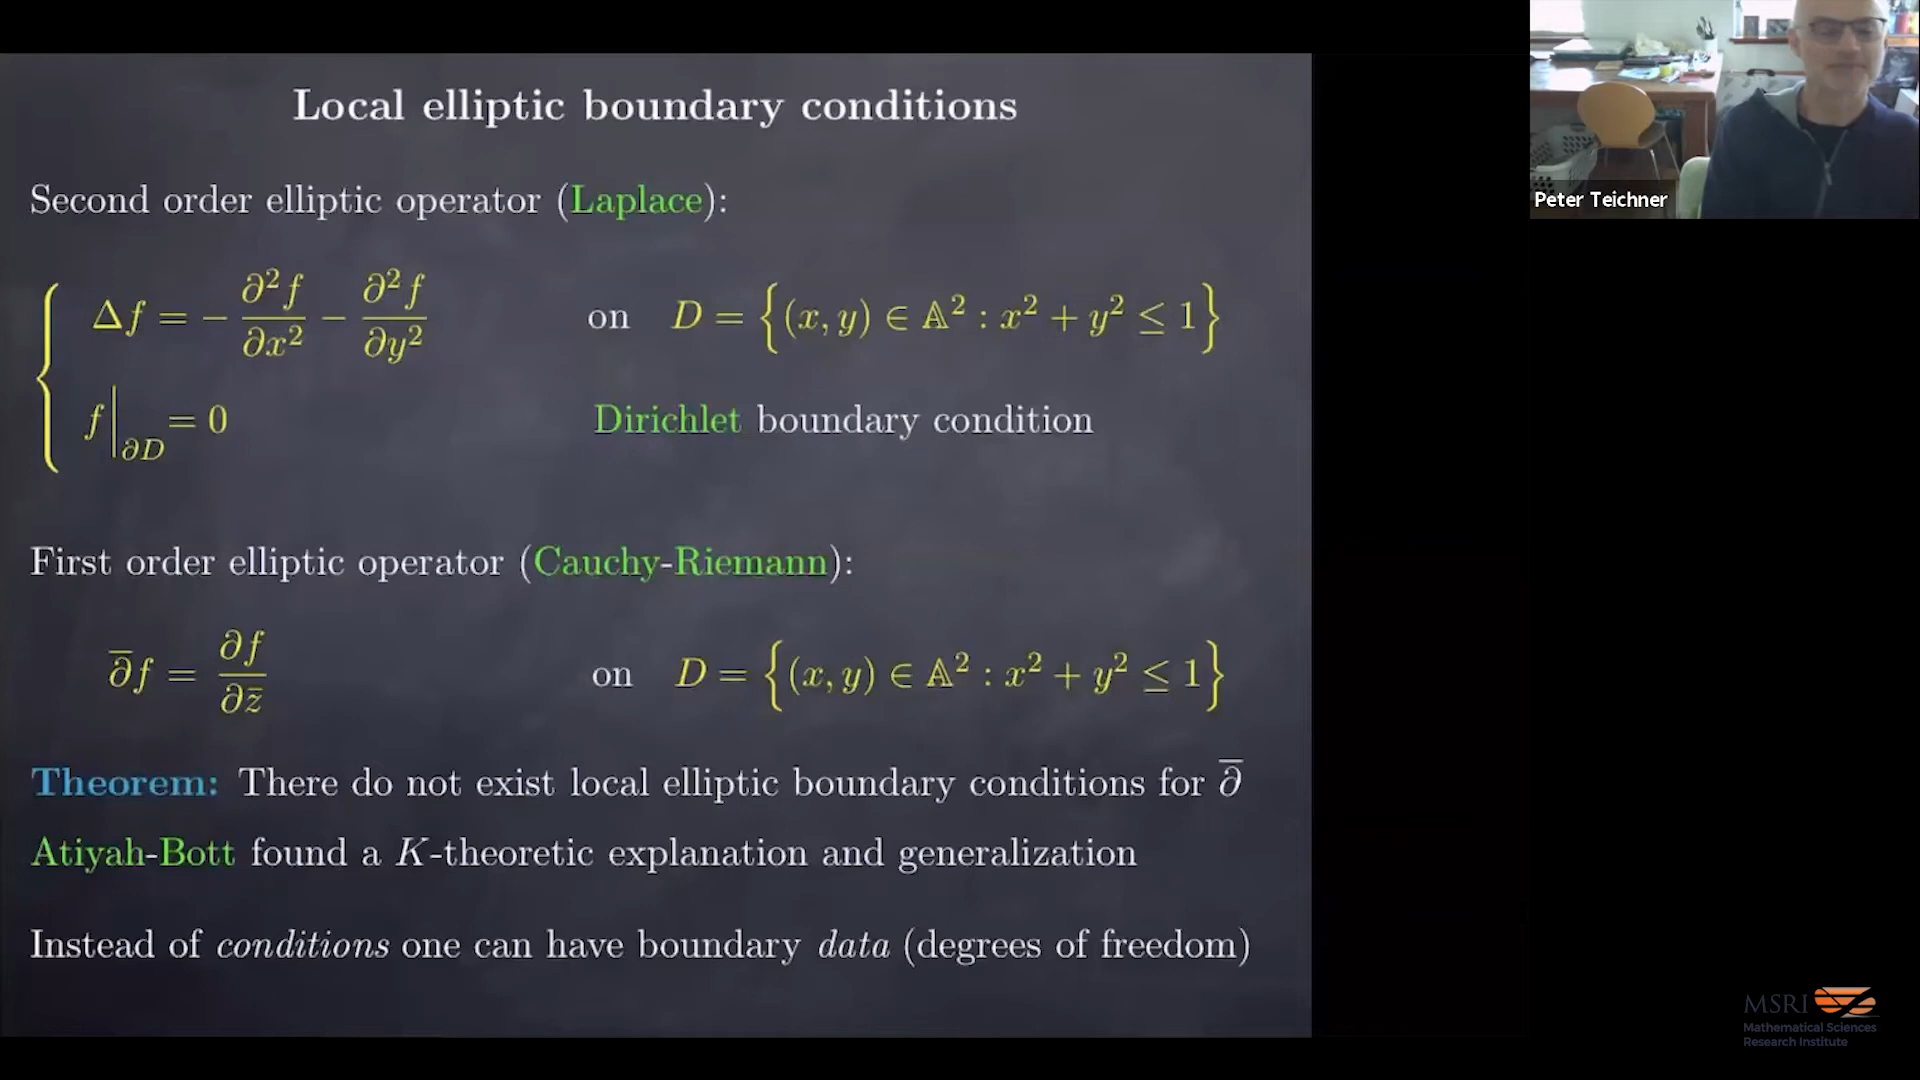 Local elliptic boundary conditions
Second order elliptic operator (Laplace):
Δf = − ∂²f/∂x² − ∂²f/∂y² on D = {(x, y) ∈ 𝔸² : x² + y² ≤ 1}
f|∂D = 0 Dirichlet boundary condition
First order elliptic operator (Cauchy-Riemann):
∂̅f = ∂f/∂z̅ on D = {(x, y) ∈ 𝔸² : x² + y² ≤ 1}
Theorem: There do not exist local elliptic boundary conditions for ∂̅
Atiyah-Bott found a K-theoretic explanation and generalization
Instead of conditions one can have boundary data (degrees of freedom)
Peter Teichner
MSRI
Mathematical Sciences
Research Institute